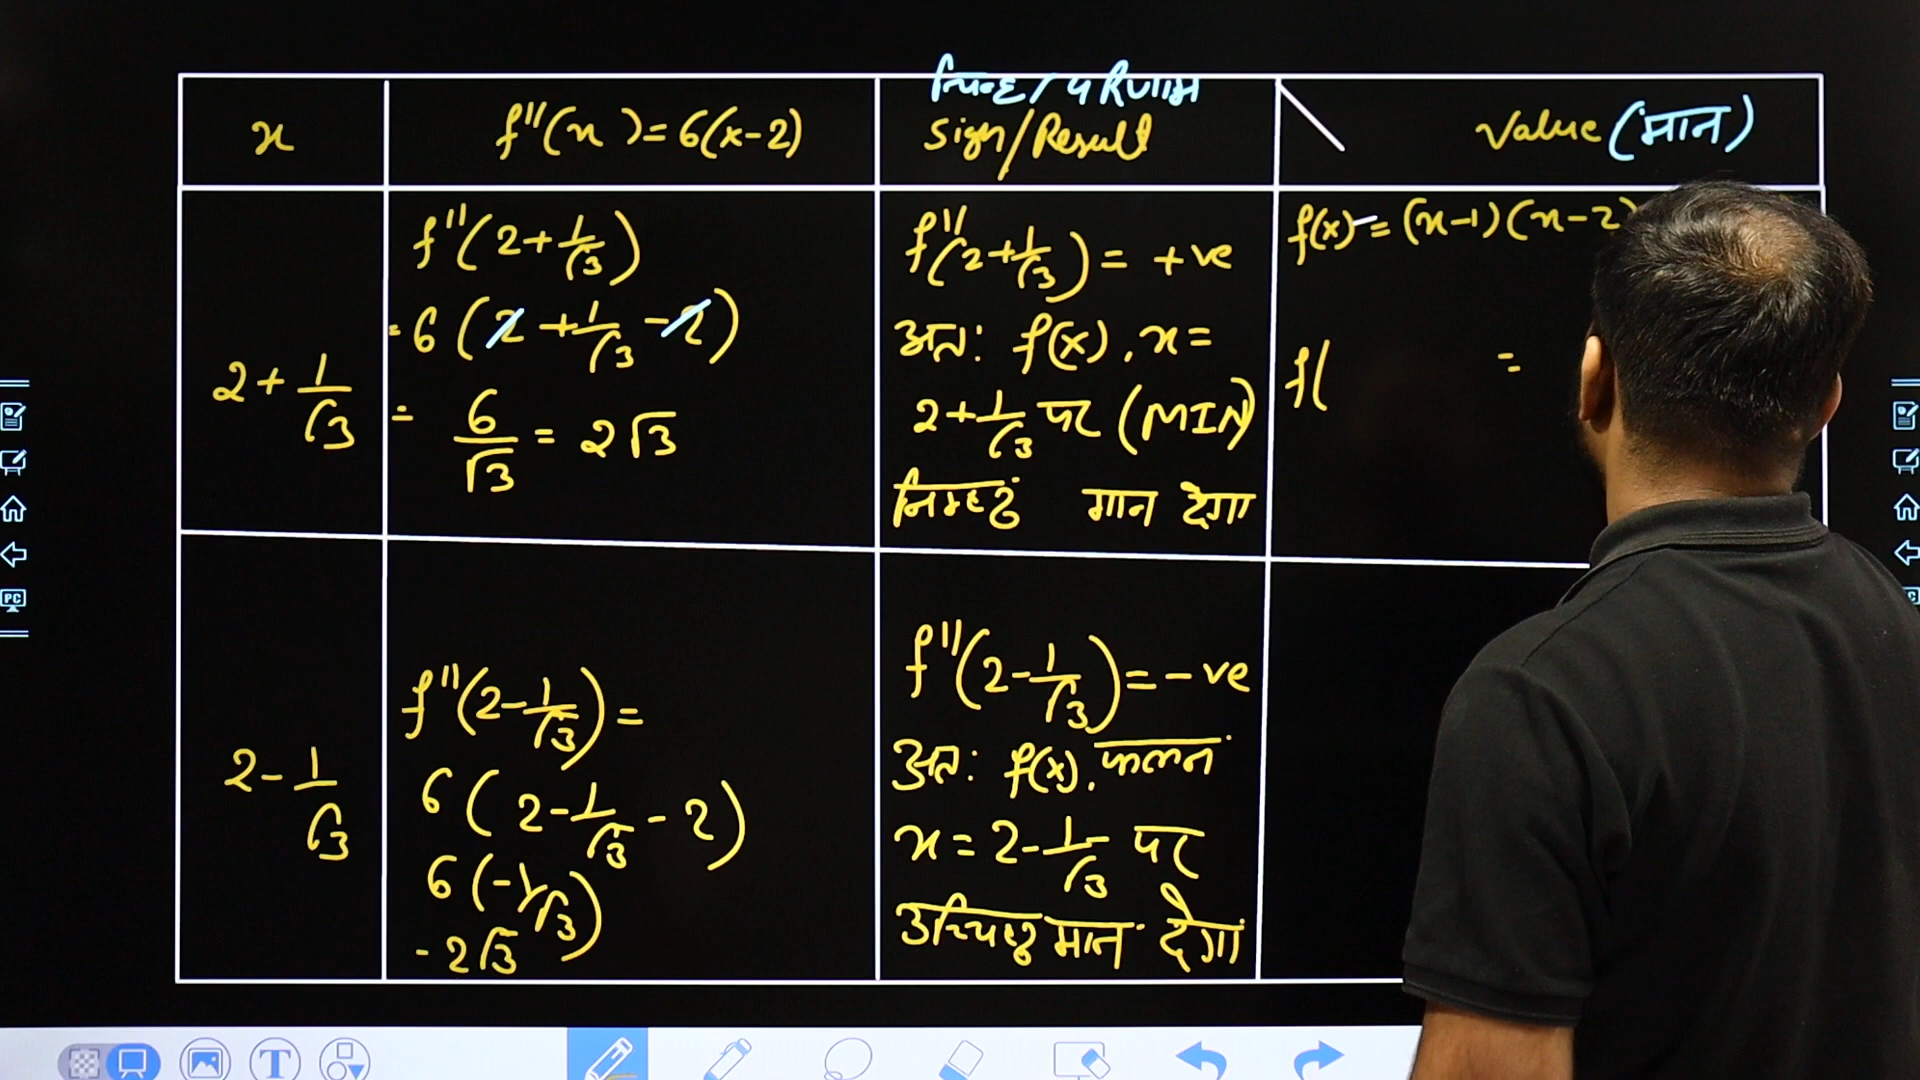 चिन्ह / परिणाम
x
f''(x) = 6(x-2)
Sign/Result
Value (मान)
2 + 1/√3
f''(2 + 1/√3)
= 6(2 + 1/√3 - 2)
= 6/√3 = 2√3
f''(2 + 1/√3) = +ve
अतः f(x), x =
2 + 1/√3 पर (MIN)
निम्नष्ठ मान देगा
f(x) = (x-1)(x-2)
f( =
2 - 1/√3
f''(2 - 1/√3) =
6(2 - 1/√3 - 2)
6(-1/√3)
-2√3
f''(2 - 1/√3) = -ve
अतः f(x), फलन
x = 2 - 1/√3 पर
उच्चिष्ठ मान देगा
PC
T